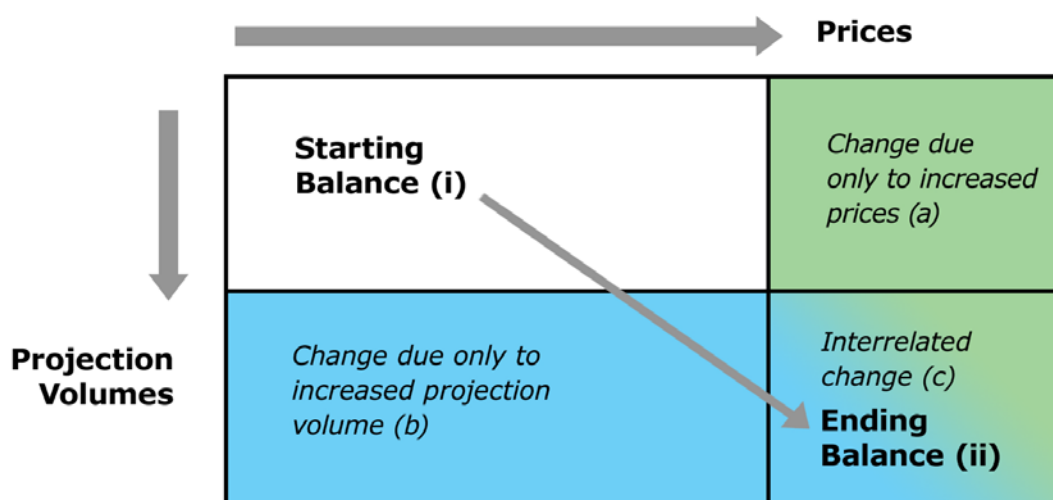 Prices
Starting
Balance (i)
Change due
only to increased
prices (a)
Projection
Volumes
Change due only to
increased projection
volume (b)
Interrelated
change (c)
Ending
Balance (ii)